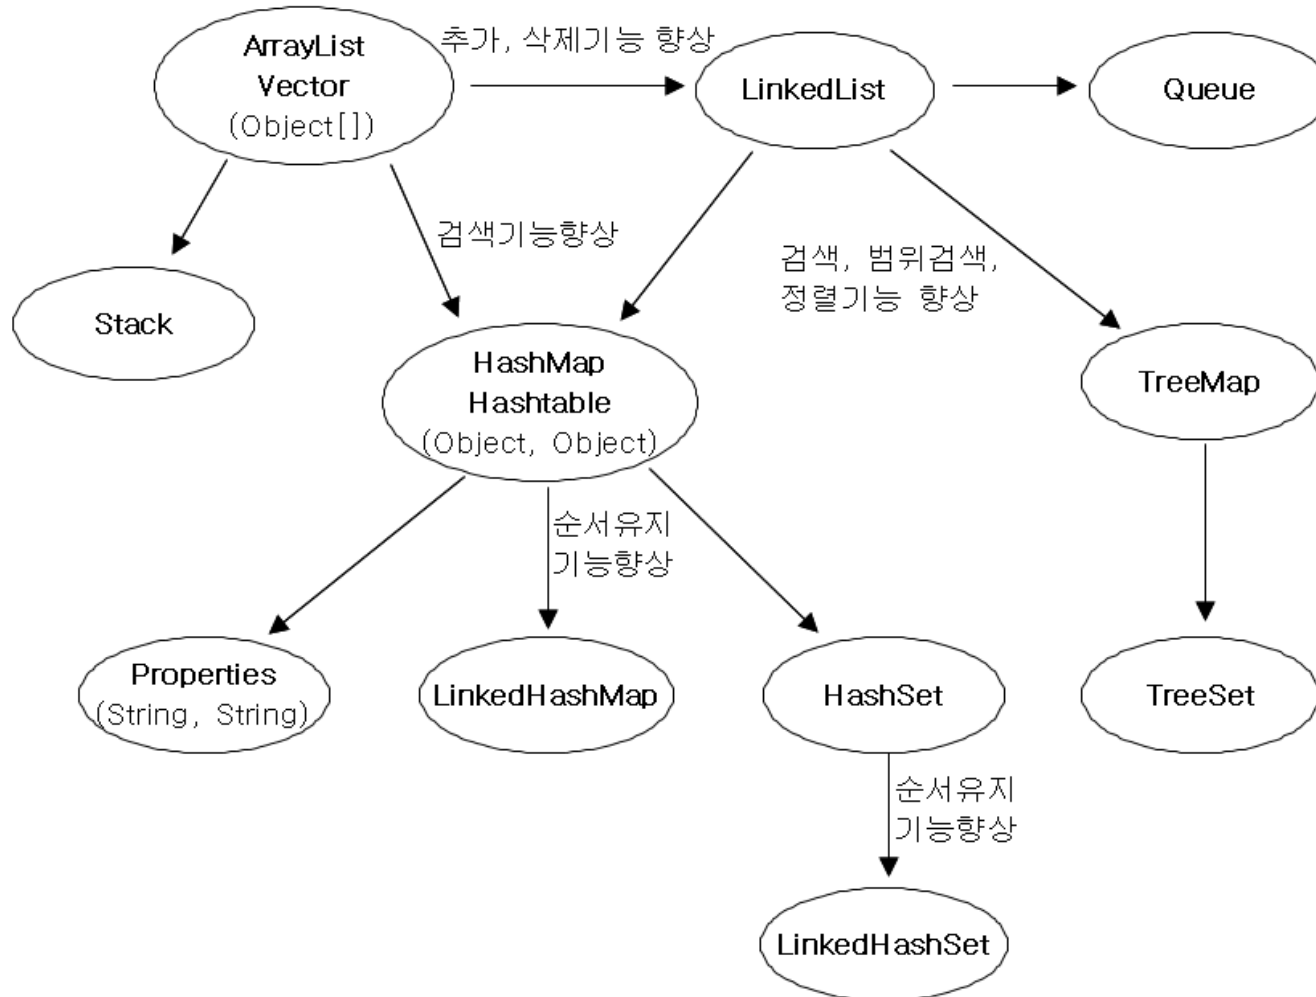 ArrayList
Vector
(Object[])
추가, 삭제기능 향상
LinkedList
Queue
검색기능향상
검색, 범위검색,
정렬기능 향상
Stack
HashMap
Hashtable
(Object, Object)
TreeMap
순서유지
기능향상
Properties
(String, String)
LinkedHashMap
HashSet
TreeSet
순서유지
기능향상
LinkedHashSet